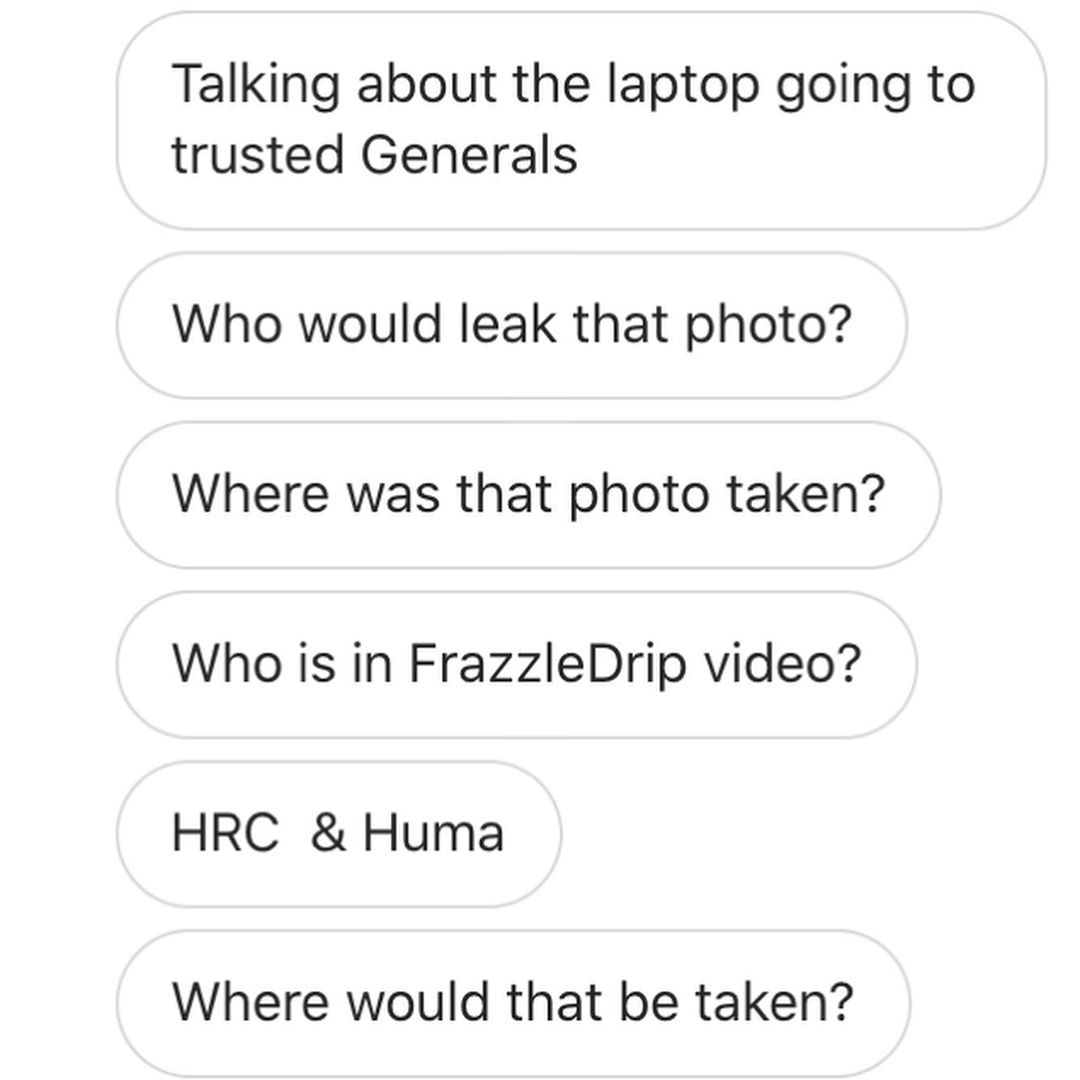 Talking about the laptop going to
trusted Generals
Who would leak that photo?
Where was that photo taken?
Who is in FrazzleDrip video?
HRC  & Huma
Where would that be taken?